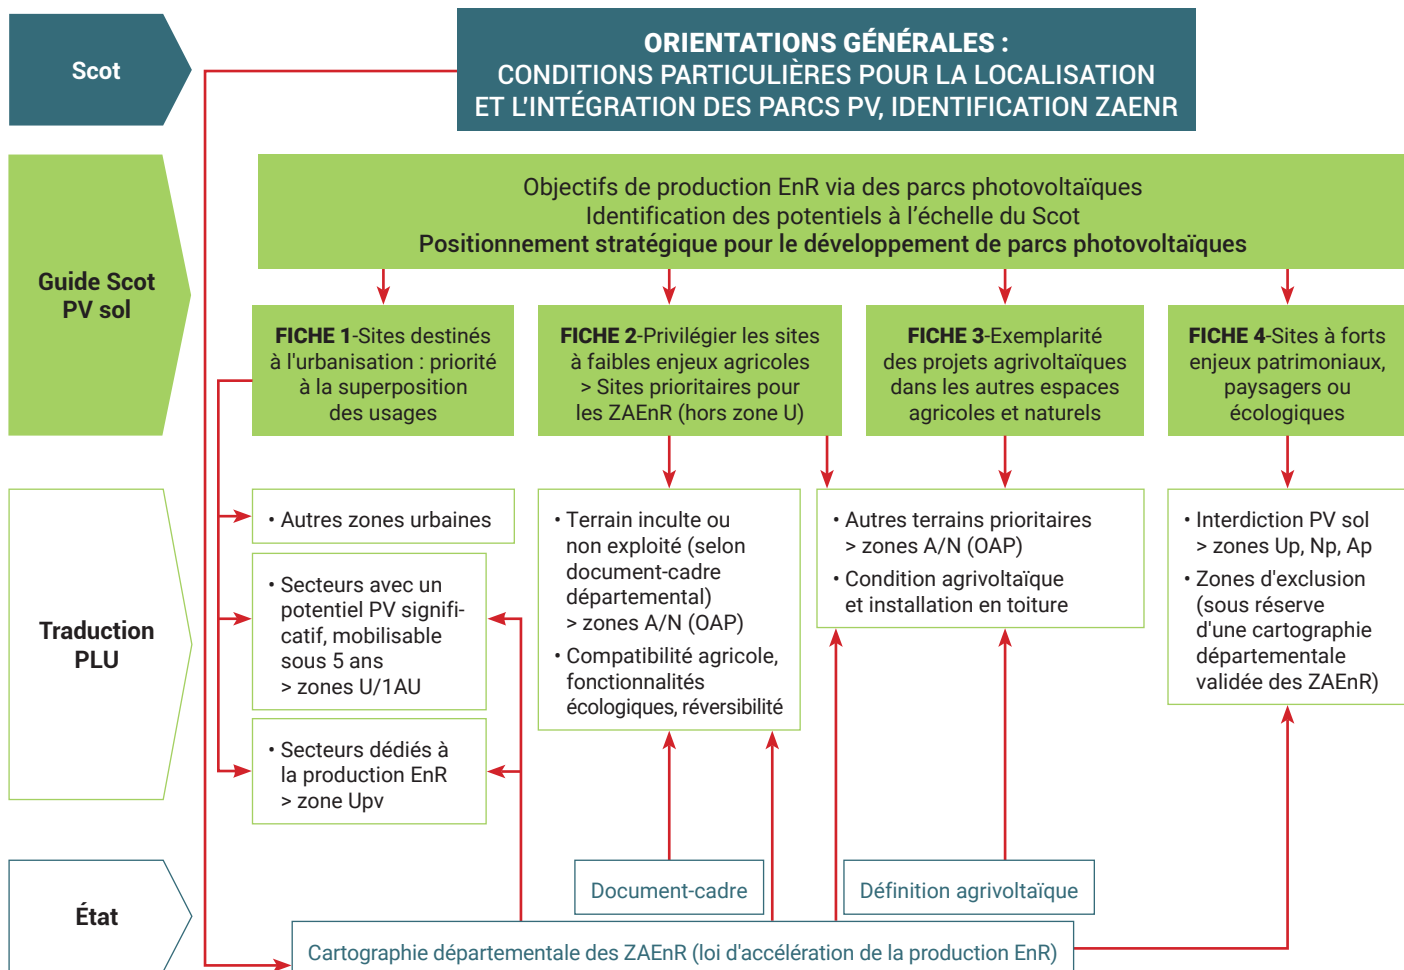 Scot
ORIENTATIONS GÉNÉRALES :
CONDITIONS PARTICULIÈRES POUR LA LOCALISATION
ET L'INTÉGRATION DES PARCS PV, IDENTIFICATION ZAENR
Guide Scot
PV sol
Objectifs de production EnR via des parcs photovoltaïques
Identification des potentiels à l’échelle du Scot
Positionnement stratégique pour le développement de parcs photovoltaïques
FICHE 1-Sites destinés
à l'urbanisation : priorité
à la superposition
des usages
FICHE 2-Privilégier les sites
à faibles enjeux agricoles
> Sites prioritaires pour
les ZAEnR (hors zone U)
FICHE 3-Exemplarité
des projets agrivoltaïques
dans les autres espaces
agricoles et naturels
FICHE 4-Sites à forts
enjeux patrimoniaux,
paysagers ou
écologiques
Traduction
PLU
• Autres zones urbaines
• Secteurs avec un
potentiel PV signifi-
catif, mobilisable
sous 5 ans
> zones U/1AU
• Secteurs dédiés à
la production EnR
> zone Upv
• Terrain inculte ou
non exploité (selon
document-cadre
départemental)
> zones A/N (OAP)
• Compatibilité agricole,
fonctionnalités
écologiques, réversibilité
• Autres terrains prioritaires
> zones A/N (OAP)
• Condition agrivoltaïque
et installation en toiture
• Interdiction PV sol
> zones Up, Np, Ap
• Zones d'exclusion
(sous réserve
d'une cartographie
départementale
validée des ZAEnR)
État
Document-cadre
Définition agrivoltaïque
Cartographie départementale des ZAEnR (loi d'accélération de la production EnR)